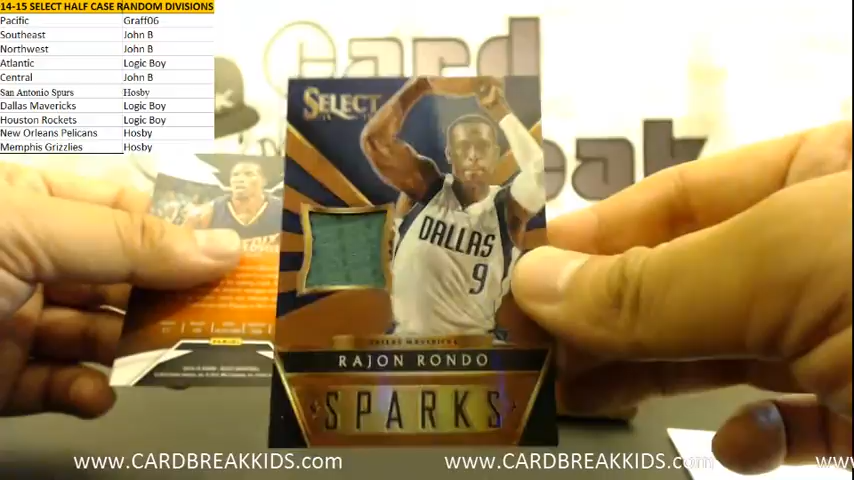 14-15 SELECT HALF CASE RANDOM DIVISIONS
Pacific Graff06
Southeast John B
Northwest John B
Atlantic Logic Boy
Central John B
San Antonio Spurs Hosby
Dallas Mavericks Logic Boy
Houston Rockets Logic Boy
New Orleans Pelicans Hosby
Memphis Grizzlies Hosby
Card
SELECT
DALLAS
9
DALLAS MAVERICKS
RAJON RONDO
SPARKS
www.CARDBREAKKIDS.com www.CARDBREAKKIDS.com ww